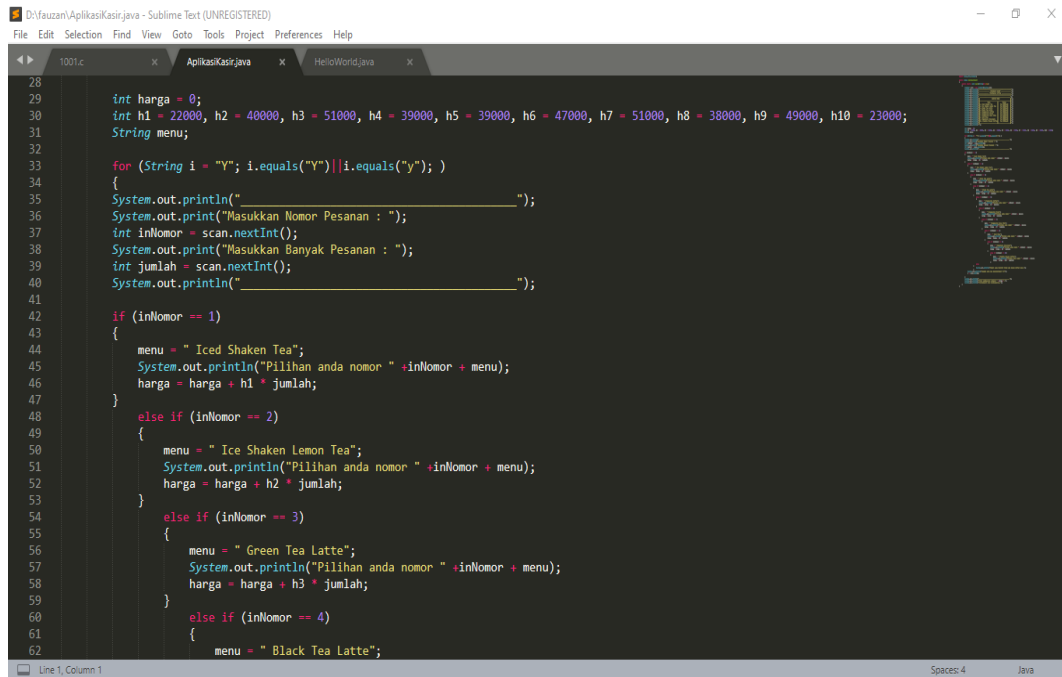 D:\fauzan\AplikasiKasir.java - Sublime Text (UNREGISTERED)
File Edit Selection Find View Goto Tools Project Preferences Help
1001.c AplikasiKasir.java HelloWorld.java
28
29 int harga = 0;
30 int h1 = 22000, h2 = 40000, h3 = 51000, h4 = 39000, h5 = 39000, h6 = 47000, h7 = 51000, h8 = 38000, h9 = 49000, h10 = 23000;
31 String menu;
32
33 for (String i = "Y"; i.equals("Y")||i.equals("y"); )
34 {
35 System.out.println("___________________________________________");
36 System.out.print("Masukkan Nomor Pesanan : ");
37 int inNomor = scan.nextInt();
38 System.out.print("Masukkan Banyak Pesanan : ");
39 int jumlah = scan.nextInt();
40 System.out.println("___________________________________________");
41
42 if (inNomor == 1)
43 {
44 menu = " Iced Shaken Tea";
45 System.out.println("Pilihan anda nomor " +inNomor + menu);
46 harga = harga + h1 * jumlah;
47 }
48 else if (inNomor == 2)
49 {
50 menu = " Ice Shaken Lemon Tea";
51 System.out.println("Pilihan anda nomor " +inNomor + menu);
52 harga = harga + h2 * jumlah;
53 }
54 else if (inNomor == 3)
55 {
56 menu = " Green Tea Latte";
57 System.out.println("Pilihan anda nomor " +inNomor + menu);
58 harga = harga + h3 * jumlah;
59 }
60 else if (inNomor == 4)
61 {
62 menu = " Black Tea Latte";
Line 1, Column 1 Spaces: 4 Java